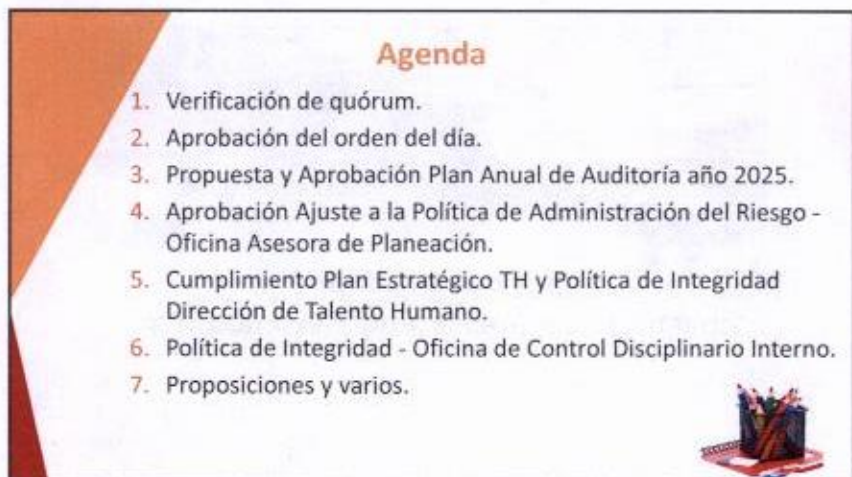 Agenda
1. Verificación de quórum.
2. Aprobación del orden del día.
3. Propuesta y Aprobación Plan Anual de Auditoría año 2025.
4. Aprobación Ajuste a la Política de Administración del Riesgo -
Oficina Asesora de Planeación.
5. Cumplimiento Plan Estratégico TH y Política de Integridad
Dirección de Talento Humano.
6. Política de Integridad - Oficina de Control Disciplinario Interno.
7. Proposiciones y varios.